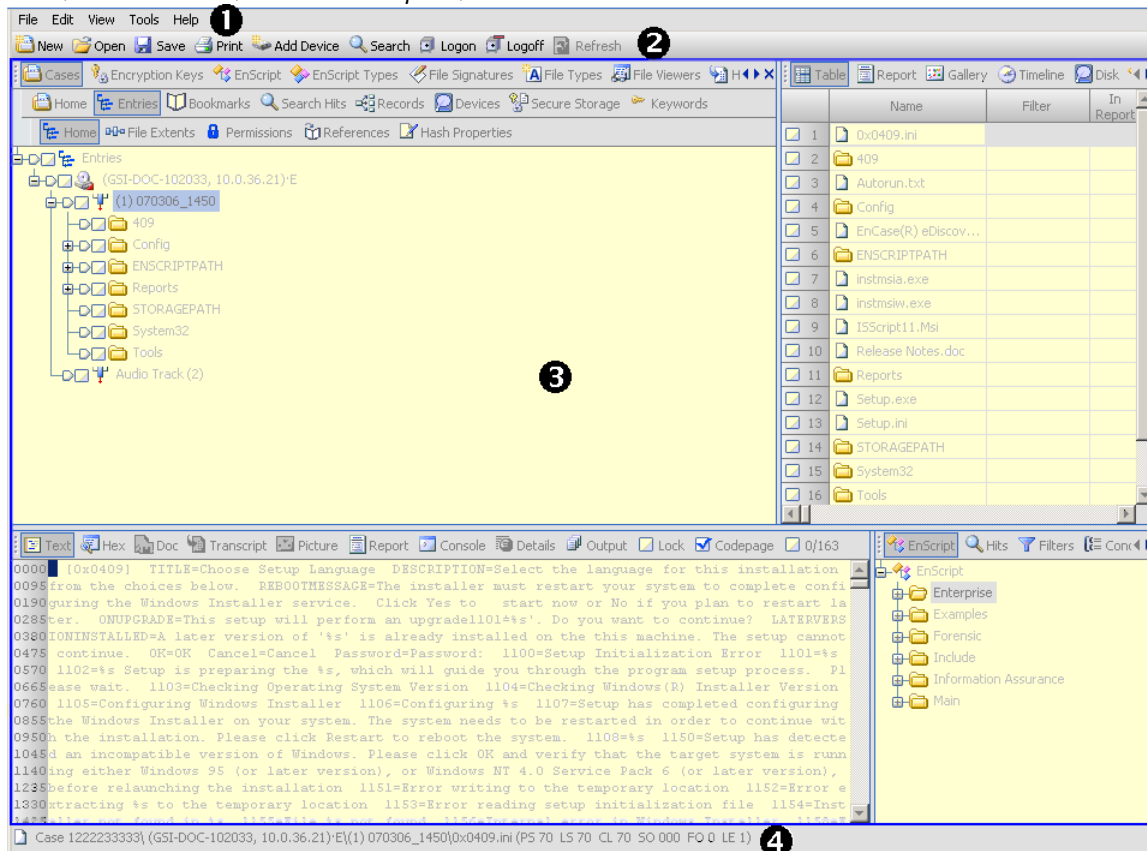 File Edit View Tools Help 1
New Open Save Print Add Device Search Logon Logoff Refresh 2
Cases Encryption Keys EnScript EnScript Types File Signatures File Types File Viewers H
Home Entries Bookmarks Search Hits Records Devices Secure Storage Keywords
Home File Extents Permissions References Hash Properties
Entries
(GSI-DOC-102033, 10.0.36.21)·E
(1) 070306_1450
409
Config
ENSCRIPTPATH
Reports
STORAGEPATH
System32
Tools
Audio Track (2)
3
Table Report Gallery Timeline Disk
Name Filter In Report
1 0x0409.ini
2 409
3 Autorun.txt
4 Config
5 EnCase(R) eDiscov...
6 ENSCRIPTPATH
7 instmsia.exe
8 instmsiw.exe
9 ISScript11.Msi
10 Release Notes.doc
11 Reports
12 Setup.exe
13 Setup.ini
14 STORAGEPATH
15 System32
16 Tools
Text Hex Doc Transcript Picture Report Console Details Output Lock Codepage 0/163
0000 [0x0409] TITLE=Choose Setup Language DESCRIPTION=Select the language for this installation
0095 from the choices below. REBOOTMESSAGE=The installer must restart your system to complete confi
0190 guring the Windows Installer service. Click Yes to start now or No if you plan to restart la
0285 ter. ONUPGRADE=This setup will perform an upgrade1101=%s'. Do you want to continue? LATERVERS
0380 IONINSTALLED=A later version of '%s' is already installed on the this machine. The setup cannot
0475 continue. OK=OK Cancel=Cancel Password=Password: 1100=Setup Initialization Error 1101=%s
0570 1102=%s Setup is preparing the %s, which will guide you through the program setup process. Pl
0665 ease wait. 1103=Checking Operating System Version 1104=Checking Windows(R) Installer Version
0760 1105=Configuring Windows Installer 1106=Configuring %s 1107=Setup has completed configuring
0855 the Windows Installer on your system. The system needs to be restarted in order to continue wit
0950 h the installation. Please click Restart to reboot the system. 1108=%s 1150=Setup has detecte
1045 d an incompatible version of Windows. Please click OK and verify that the target system is runn
1140 ing either Windows 95 (or later version), or Windows NT 4.0 Service Pack 6 (or later version),
1235 before relaunching the installation 1151=Error writing to the temporary location 1152=Error e
1330 xtracting %s to the temporary location 1153=Error reading setup initialization file 1154=Inst
EnScript Hits Filters Con
EnScript
Enterprise
Examples
Forensic
Include
Information Assurance
Main
Case 1222233333\ (GSI-DOC-102033, 10.0.36.21)·E\(1) 070306_1450\0x0409.ini (PS 70 LS 70 CL 70 SO 000 FO 0 LE 1) 4